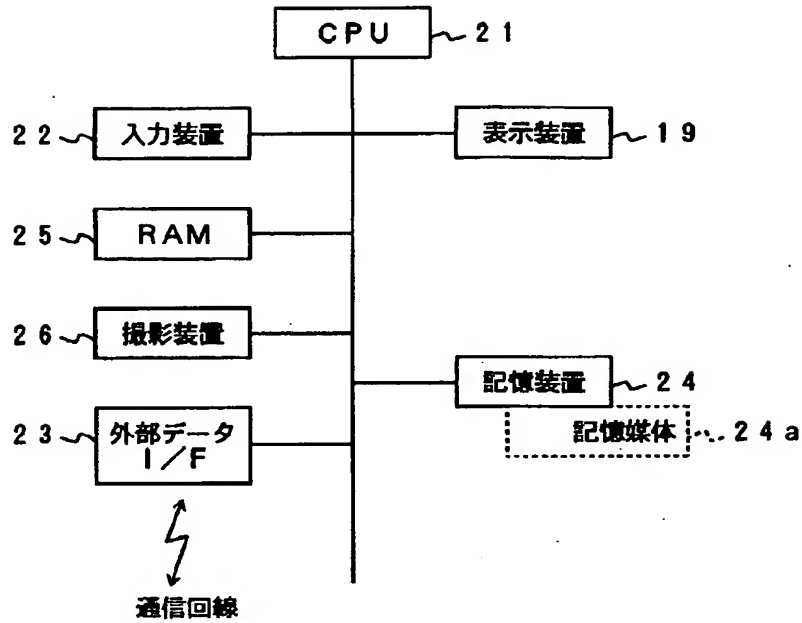 CPU 21
22 入力装置
表示装置 19
25 RAM
26 撮影装置
記憶装置 24
23 外部データ
I/F
記憶媒体 24a
通信回線